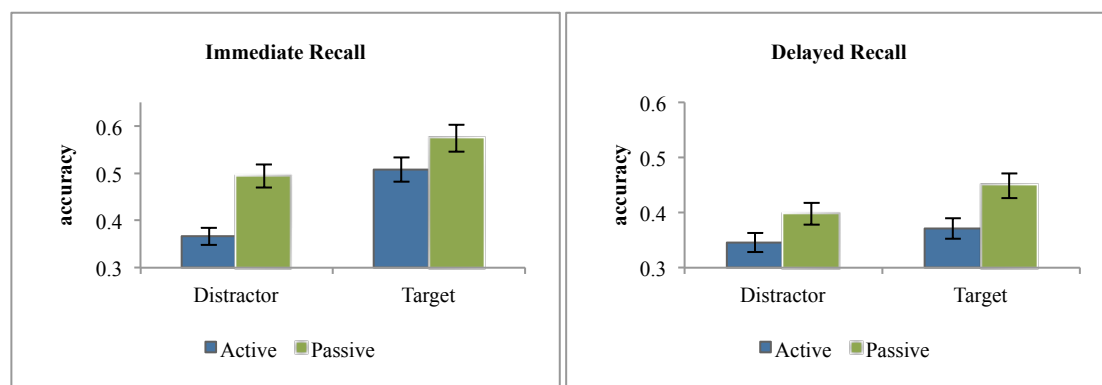 Immediate Recall
accuracy
0.6
0.5
0.4
0.3
Distractor
Target
Active
Passive
Delayed Recall
accuracy
0.6
0.5
0.4
0.3
Distractor
Target
Active
Passive